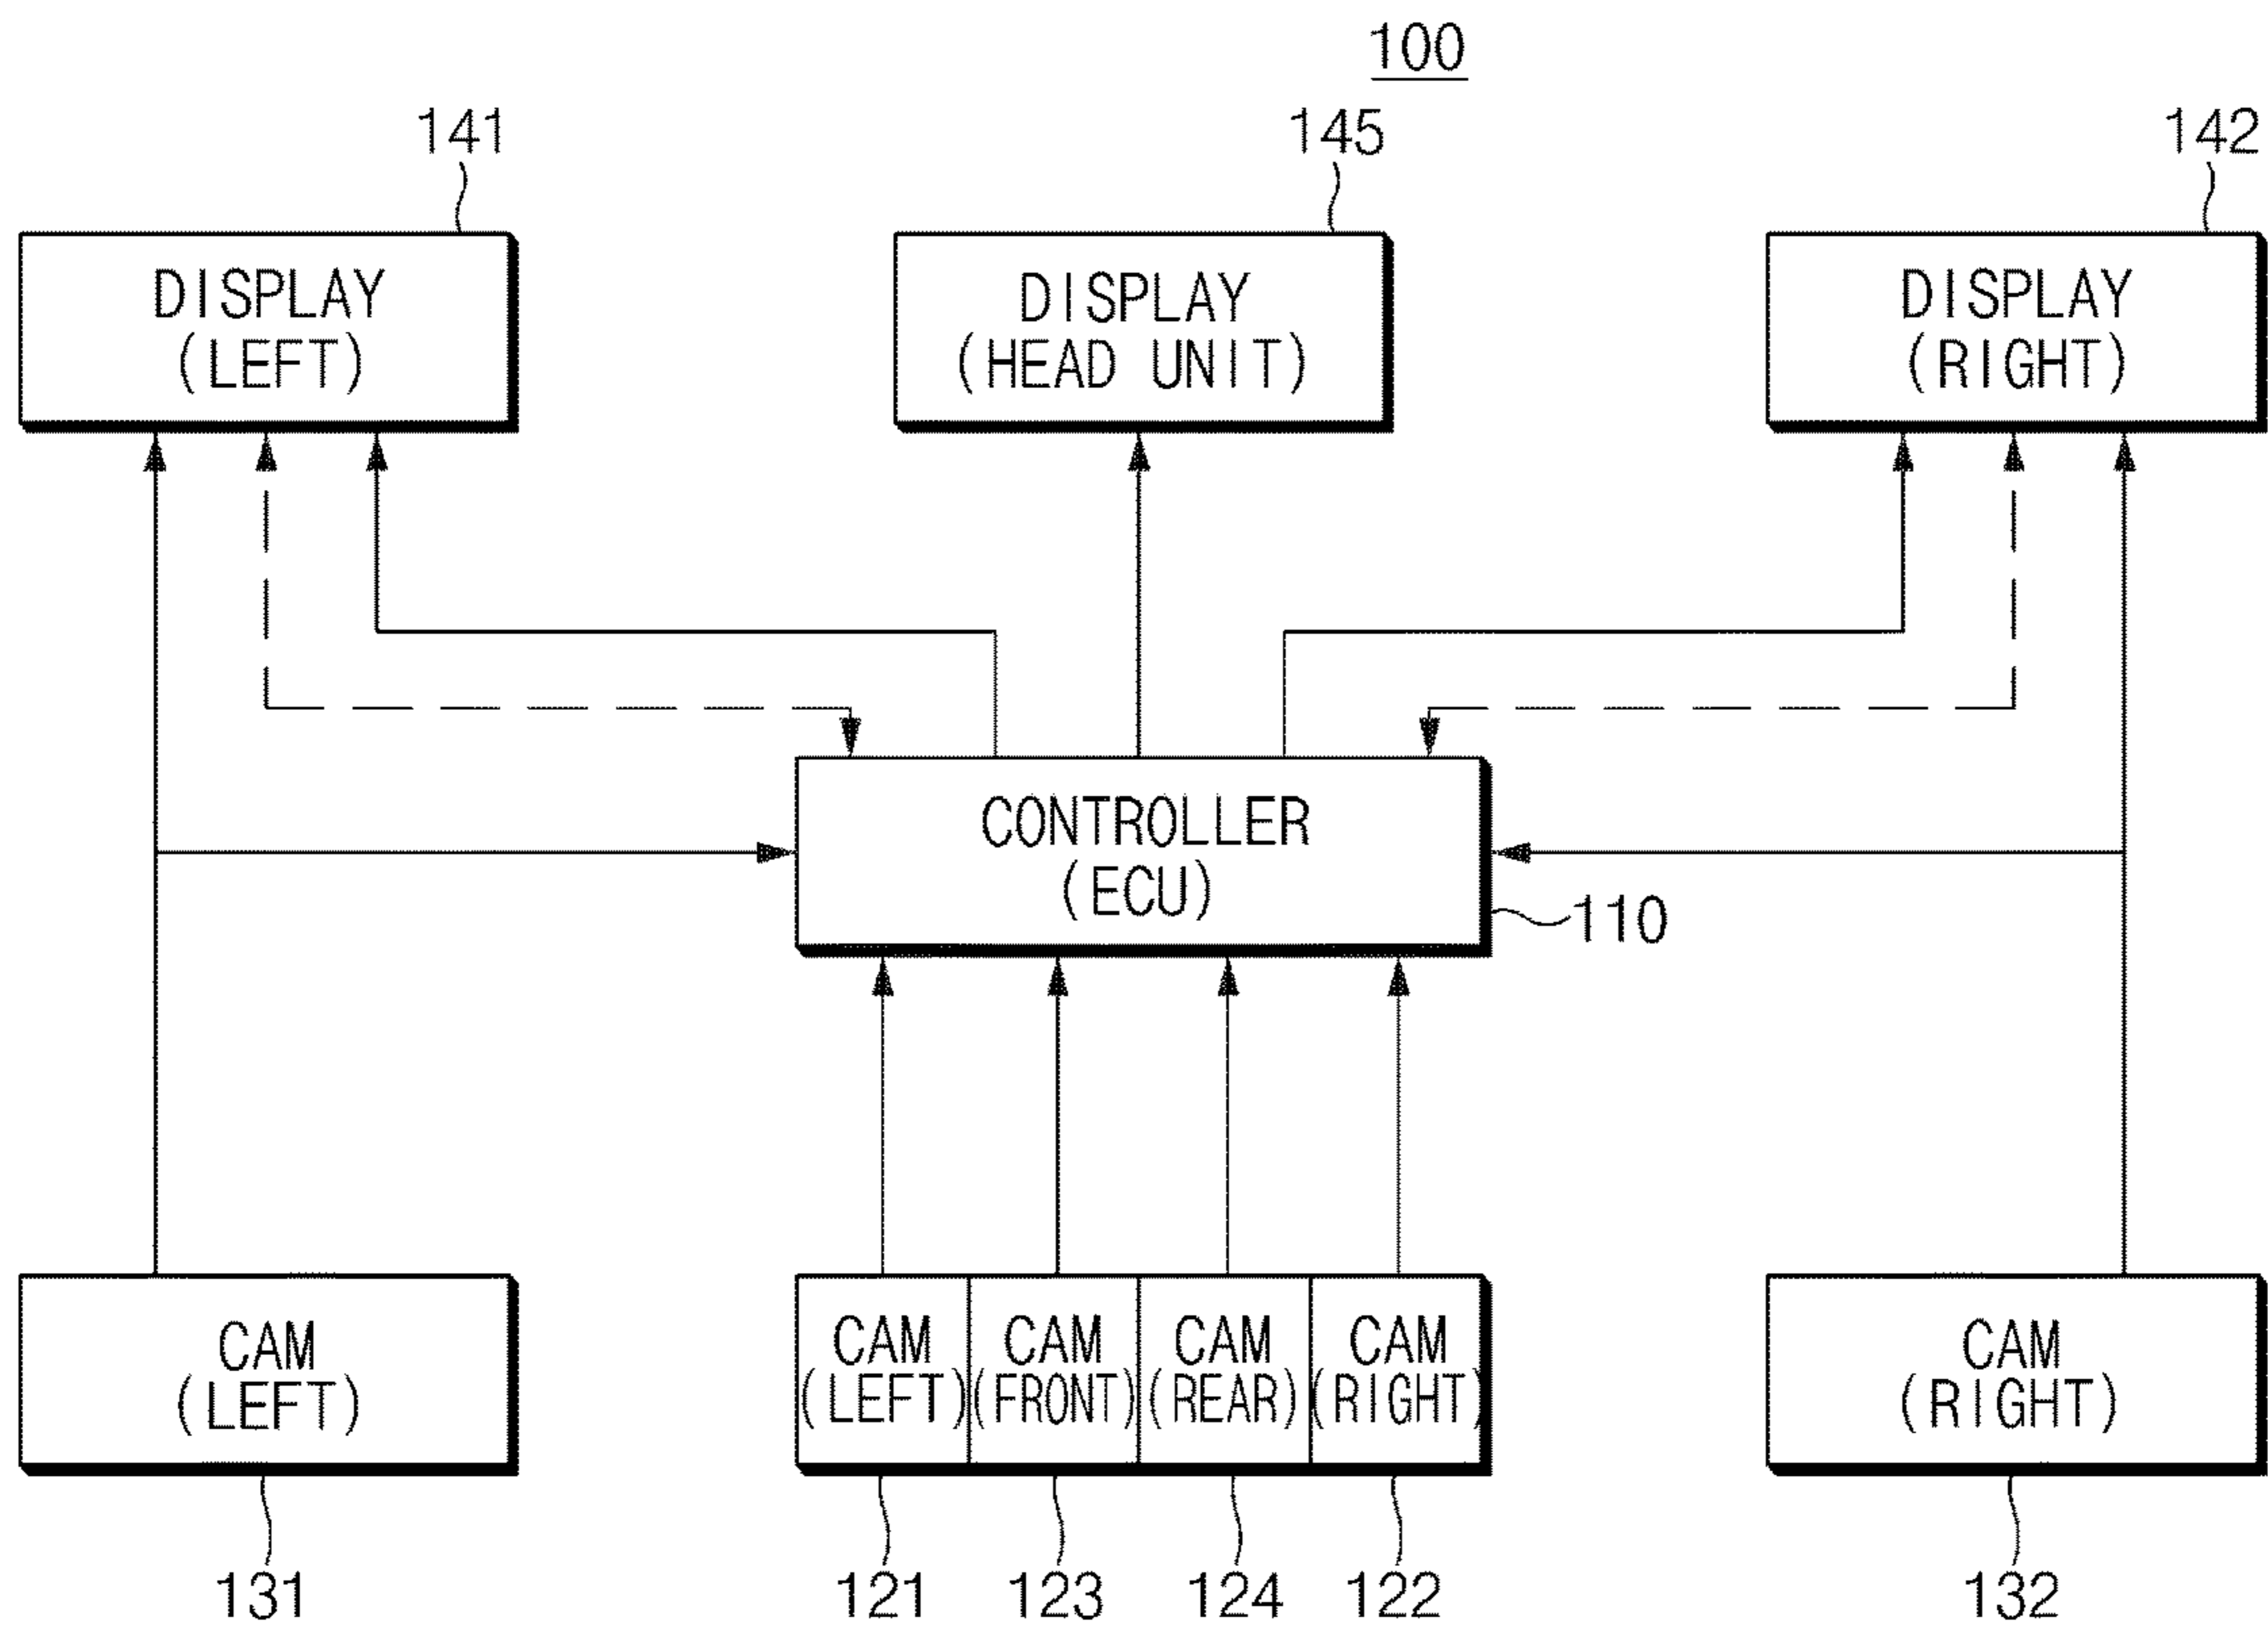 100
141
145
142
DISPLAY
(LEFT)
DISPLAY
(HEAD UNIT)
DISPLAY
(RIGHT)
CONTROLLER
(ECU)
110
CAM
(LEFT)
CAM
(LEFT)
CAM
(FRONT)
CAM
(REAR)
CAM
(RIGHT)
CAM
(RIGHT)
131
121
123
124
122
132